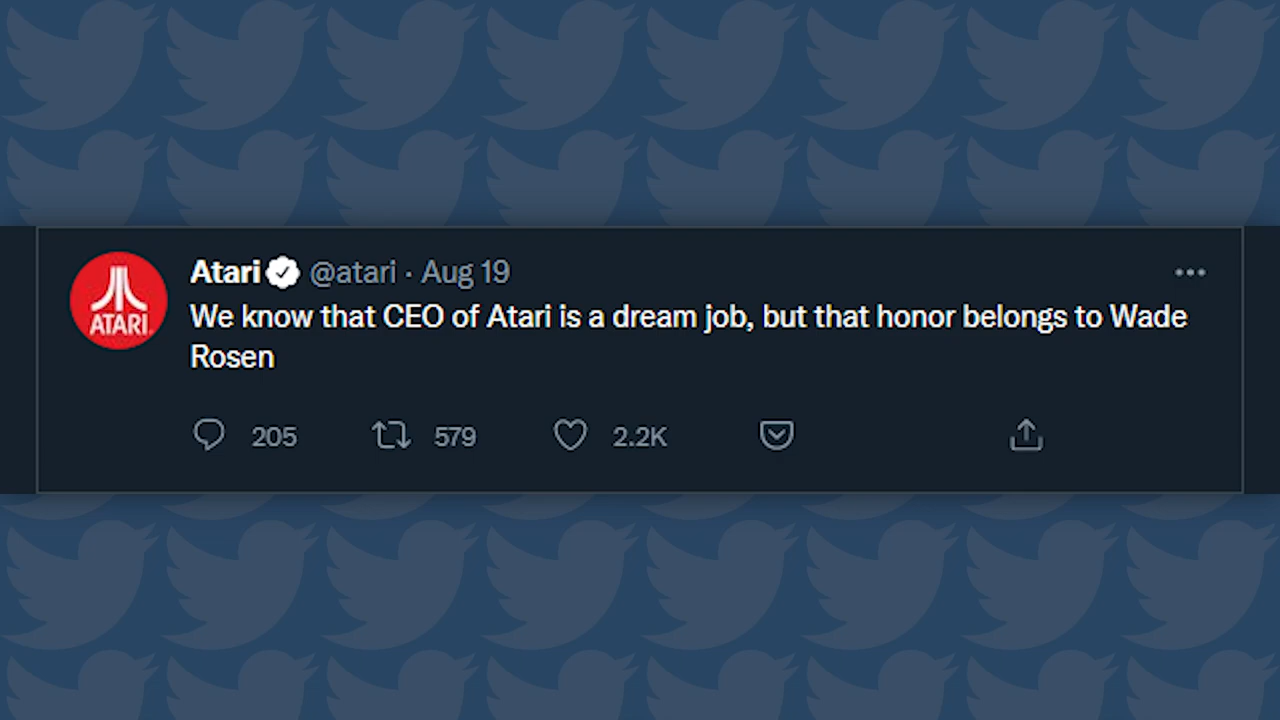 Atari @atari · Aug 19
We know that CEO of Atari is a dream job, but that honor belongs to Wade
Rosen
ATARI
205 579 2.2K